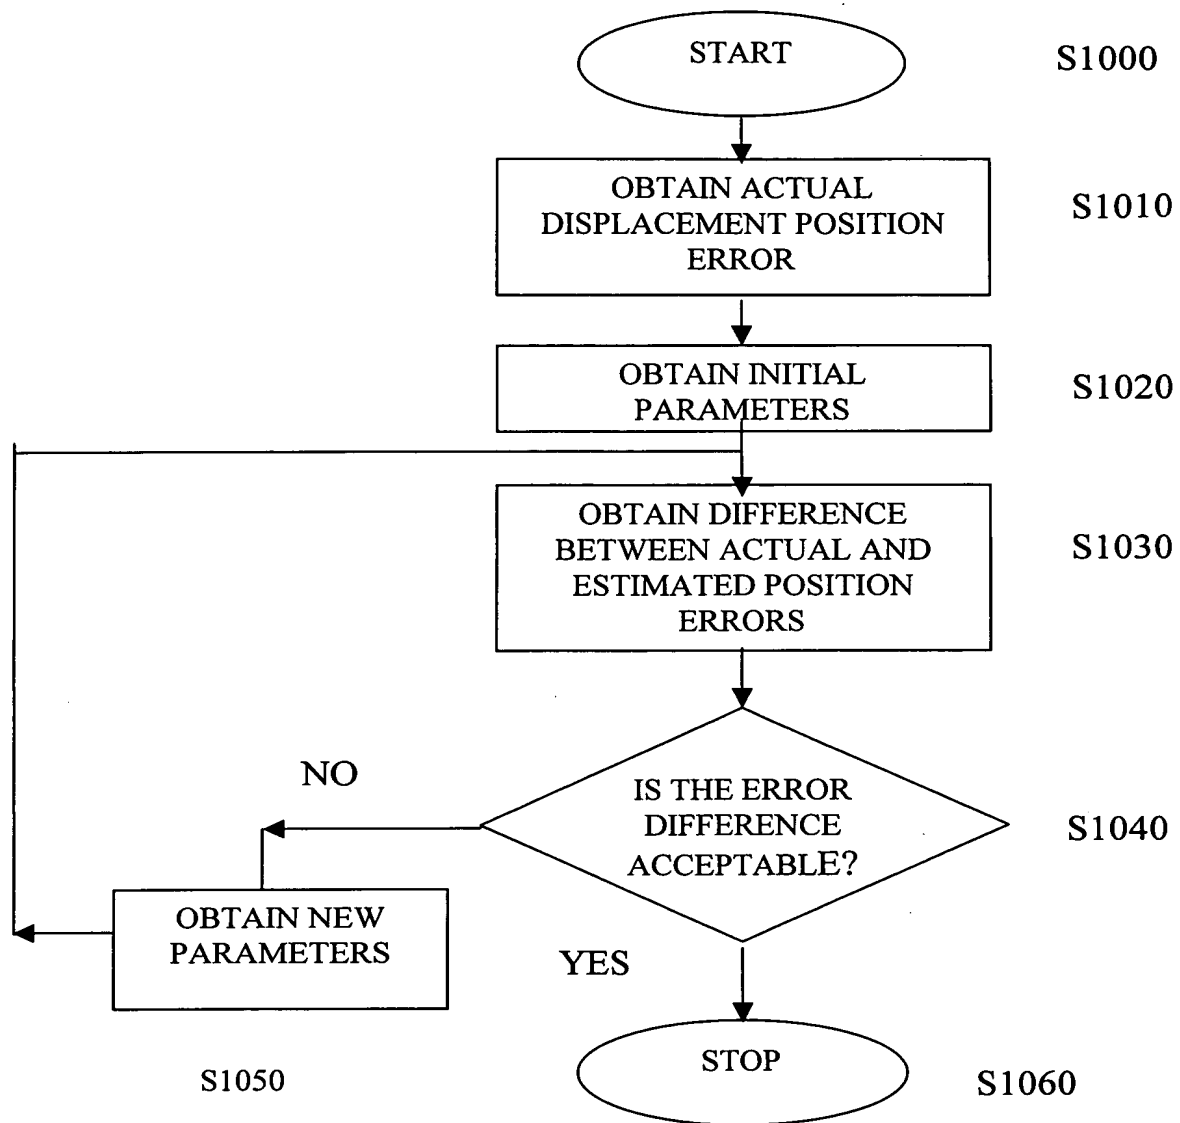 START
S1000
OBTAIN ACTUAL
DISPLACEMENT POSITION
ERROR
S1010
OBTAIN INITIAL
PARAMETERS
S1020
OBTAIN DIFFERENCE
BETWEEN ACTUAL AND
ESTIMATED POSITION
ERRORS
S1030
IS THE ERROR
DIFFERENCE
ACCEPTABLE?
S1040
NO
OBTAIN NEW
PARAMETERS
S1050
YES
STOP
S1060